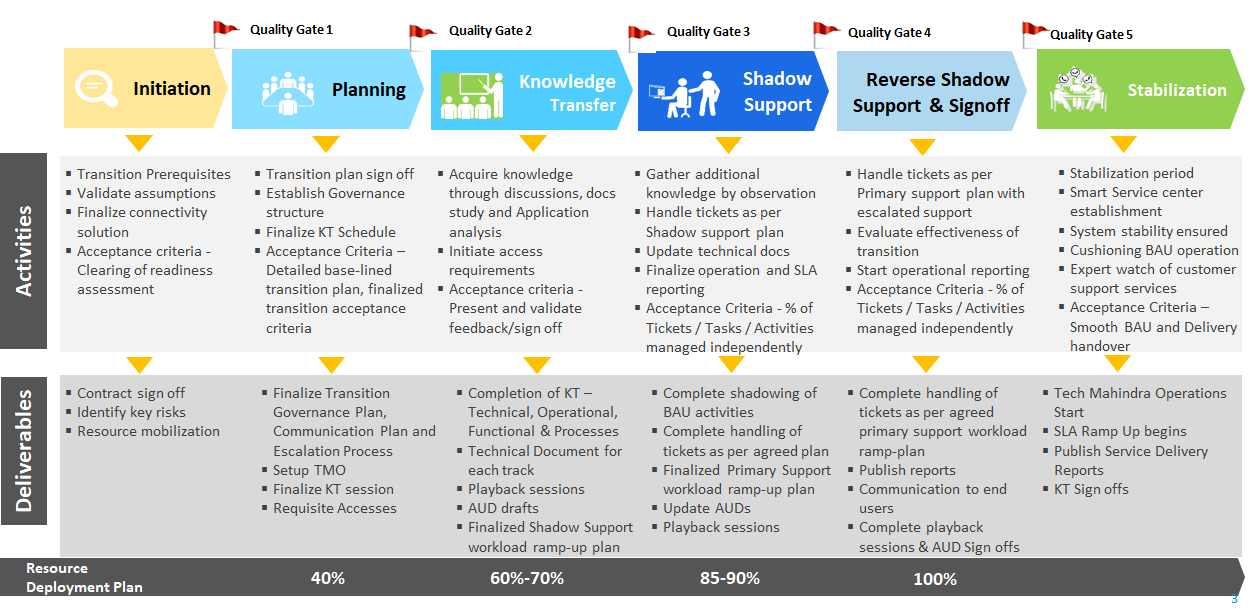 Quality Gate 1
Quality Gate 2
Quality Gate 3
Quality Gate 4
Quality Gate 5
Initiation
Planning
Knowledge
Transfer
Shadow
Support
Reverse Shadow
Support & Signoff
Stabilization
Activities
▪ Transition Prerequisites
▪ Validate assumptions
▪ Finalize connectivity
solution
▪ Acceptance criteria -
Clearing of readiness
assessment
▪ Transition plan sign off
▪ Establish Governance
structure
▪ Finalize KT Schedule
▪ Acceptance Criteria –
Detailed base-lined
transition plan, finalized
transition acceptance
criteria
▪ Acquire knowledge
through discussions, docs
study and Application
analysis
▪ Initiate access
requirements
▪ Acceptance criteria -
Present and validate
feedback/sign off
▪ Gather additional
knowledge by observation
▪ Handle tickets as per
Shadow support plan
▪ Update technical docs
▪ Finalize operation and SLA
reporting
▪ Acceptance Criteria - % of
Tickets / Tasks / Activities
managed independently
▪ Handle tickets as per
Primary support plan with
escalated support
▪ Evaluate effectiveness of
transition
▪ Start operational reporting
▪ Acceptance Criteria - % of
Tickets / Tasks / Activities
managed independently
▪ Stabilization period
▪ Smart Service center
establishment
▪ System stability ensured
▪ Cushioning BAU operation
▪ Expert watch of customer
support services
▪ Acceptance Criteria –
Smooth BAU and Delivery
handover
Deliverables
▪ Contract sign off
▪ Identify key risks
▪ Resource mobilization
▪ Finalize Transition
Governance Plan,
Communication Plan and
Escalation Process
▪ Setup TMO
▪ Finalize KT session
▪ Requisite Accesses
▪ Completion of KT –
Technical, Operational,
Functional & Processes
▪ Technical Document for
each track
▪ Playback sessions
▪ AUD drafts
▪ Finalized Shadow Support
workload ramp-up plan
▪ Complete shadowing of
BAU activities
▪ Complete handling of
tickets as per agreed plan
▪ Finalized Primary Support
workload ramp-up plan
▪ Update AUDs
▪ Playback sessions
▪ Complete handling of
tickets as per agreed
primary support workload
ramp-plan
▪ Publish reports
▪ Communication to end
users
▪ Complete playback
sessions & AUD Sign offs
▪ Tech Mahindra Operations
Start
▪ SLA Ramp Up begins
▪ Publish Service Delivery
Reports
▪ KT Sign offs
Resource
Deployment Plan
40%
60%-70%
85-90%
100%
3